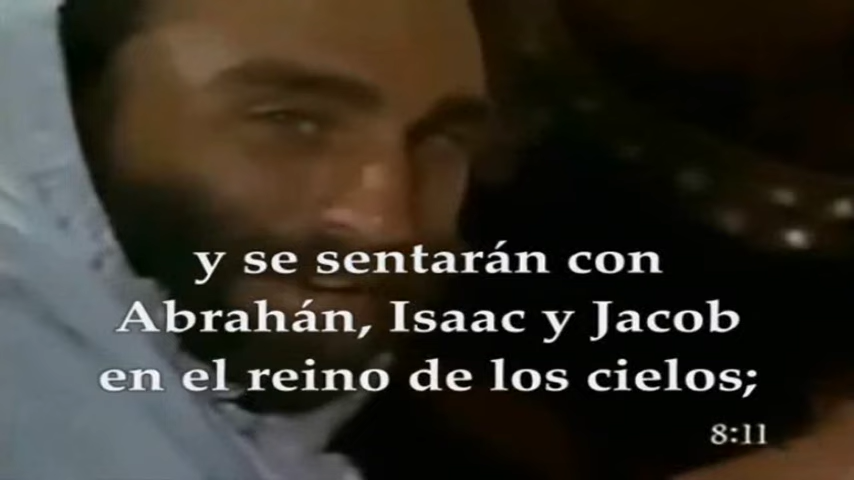 y se sentarán con
Abrahán, Isaac y Jacob
en el reino de los cielos;
8:11